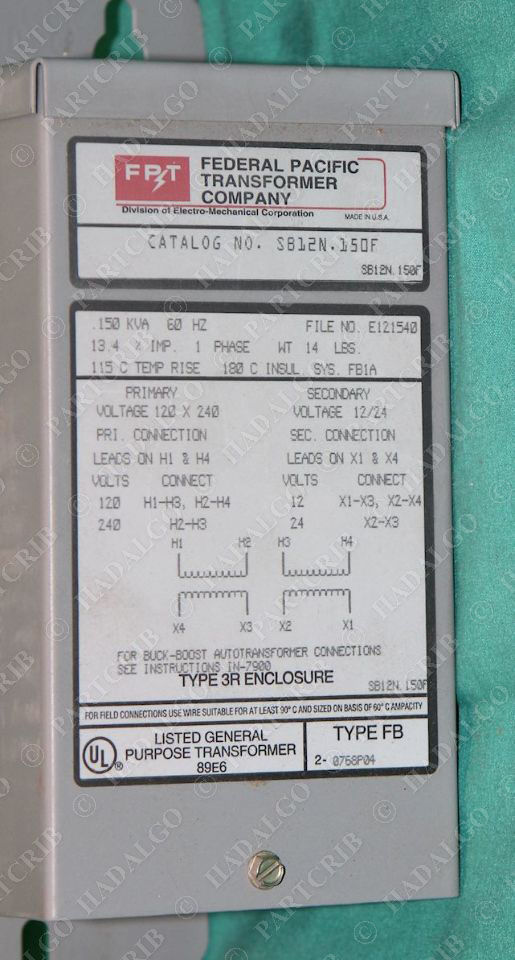 FPT
FEDERAL PACIFIC
TRANSFORMER
COMPANY
Division of Electro-Mechanical Corporation
MADE IN U.S.A.
CATALOG NO. SB12N.150F
SB12N.150F
.150 KVA 60 HZ FILE NO. E121540
13.4 % IMP. 1 PHASE WT 14 LBS.
115 C TEMP RISE 180 C INSUL. SYS. FB1A
PRIMARY SECONDARY
VOLTAGE 120 X 240 VOLTAGE 12/24
PRI. CONNECTION SEC. CONNECTION
LEADS ON H1 & H4 LEADS ON X1 & X4
VOLTS CONNECT VOLTS CONNECT
120 H1-H3, H2-H4 12 X1-X3, X2-X4
240 H2-H3 24 X2-X3
H1 H2 H3 H4
X4 X3 X2 X1
FOR BUCK-BOOST AUTOTRANSFORMER CONNECTIONS
SEE INSTRUCTIONS IN-7900
TYPE 3R ENCLOSURE
SB12N.150F
FOR FIELD CONNECTIONS USE WIRE SUITABLE FOR AT LEAST 90° C AND SIZED ON BASIS OF 60° C AMPACITY
UL ®
LISTED GENERAL
PURPOSE TRANSFORMER
89E6
TYPE FB
2- 0768P04
© PARTCRIB
© HADALGO